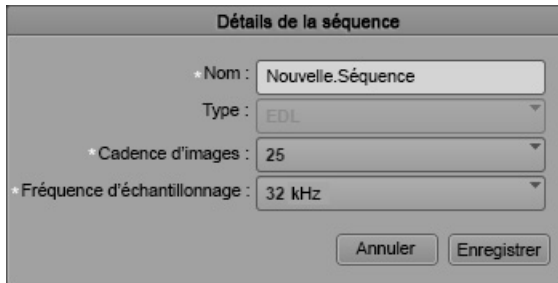 Détails de la séquence
*Nom : Nouvelle.Séquence
Type : EDL
*Cadence d'images : 25
*Fréquence d'échantillonnage : 32 kHz
Annuler Enregistrer